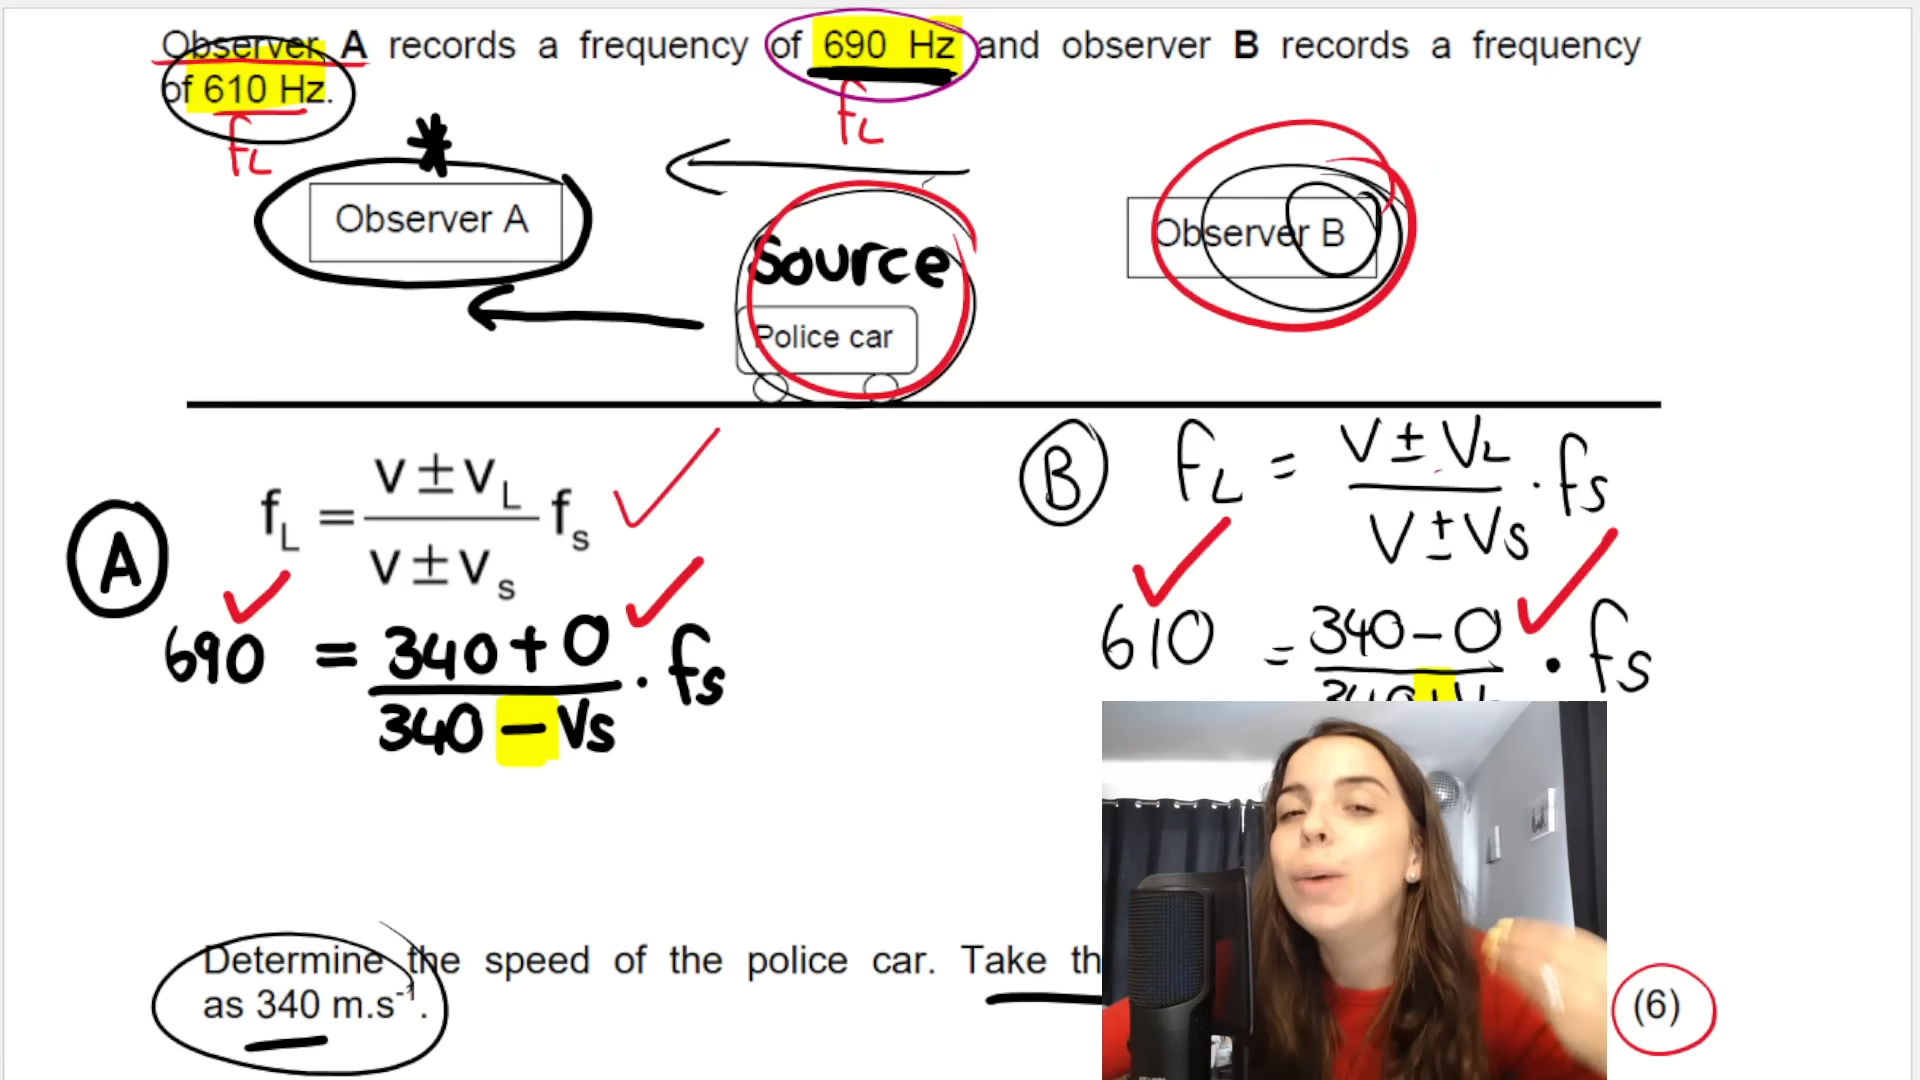 Observer A records a frequency of 690 Hz and observer B records a frequency
of 610 Hz.
fL
fL
*
Observer A
Source
Police car
Observer B
A
fL = v ± vL / v ± vs fs
690 = 340 + 0 / 340 − Vs . fs
B
fL = V ± VL / V ± Vs . fs
610 = 340 − 0 / 340 + Vs . fs
Determine the speed of the police car. Take th
as 340 m.s⁻¹.
(6)